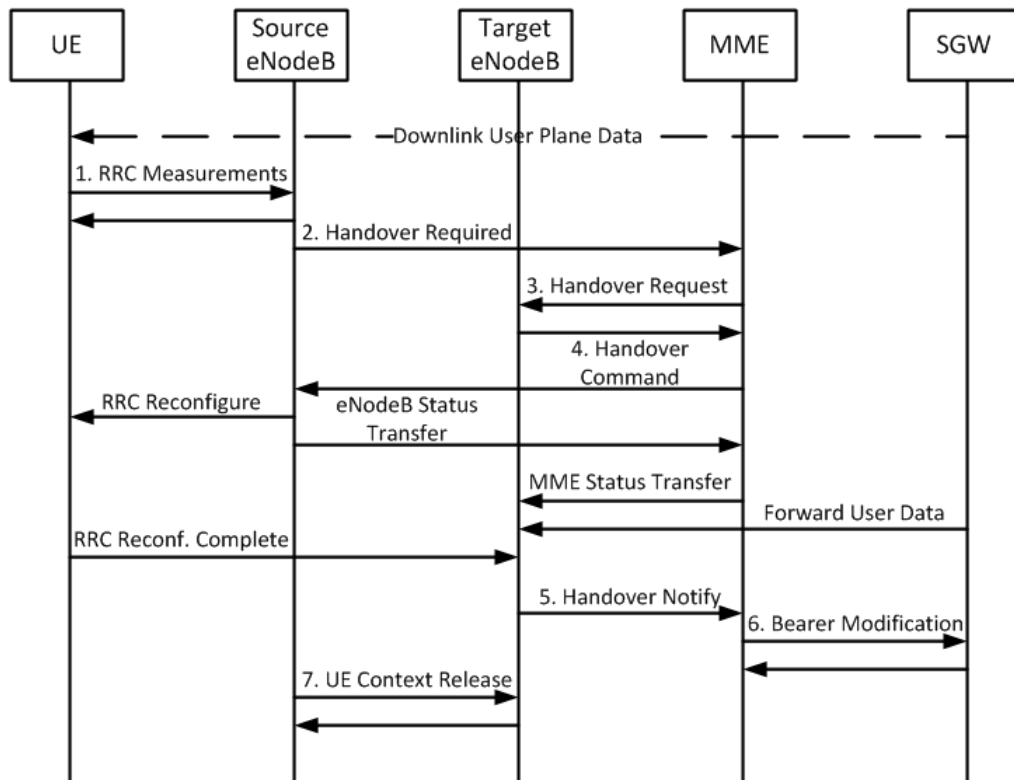 UE
Source
eNodeB
Target
eNodeB
MME
SGW
Downlink User Plane Data
1. RRC Measurements
2. Handover Required
3. Handover Request
4. Handover
Command
RRC Reconfigure
eNodeB Status
Transfer
MME Status Transfer
Forward User Data
RRC Reconf. Complete
5. Handover Notify
6. Bearer Modification
7. UE Context Release